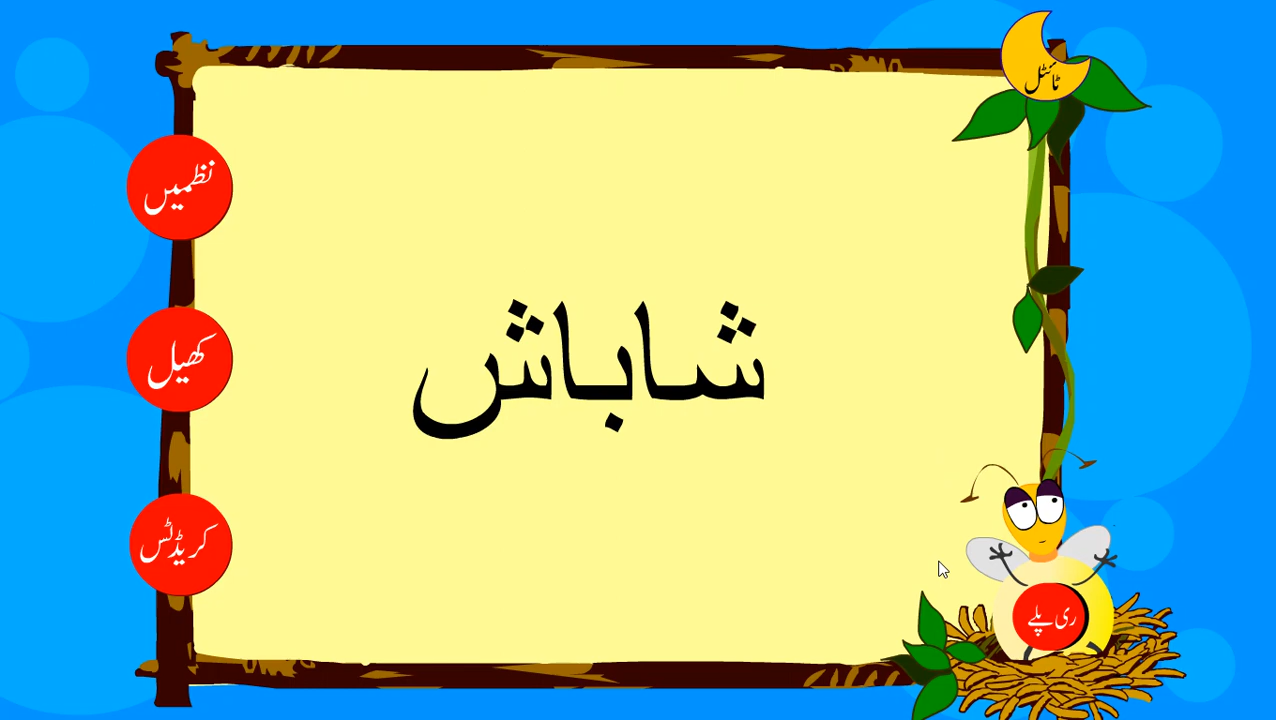 ٹائٹل
نظمیں
کھیل
شاباش
کریڈٹس
ری پلے